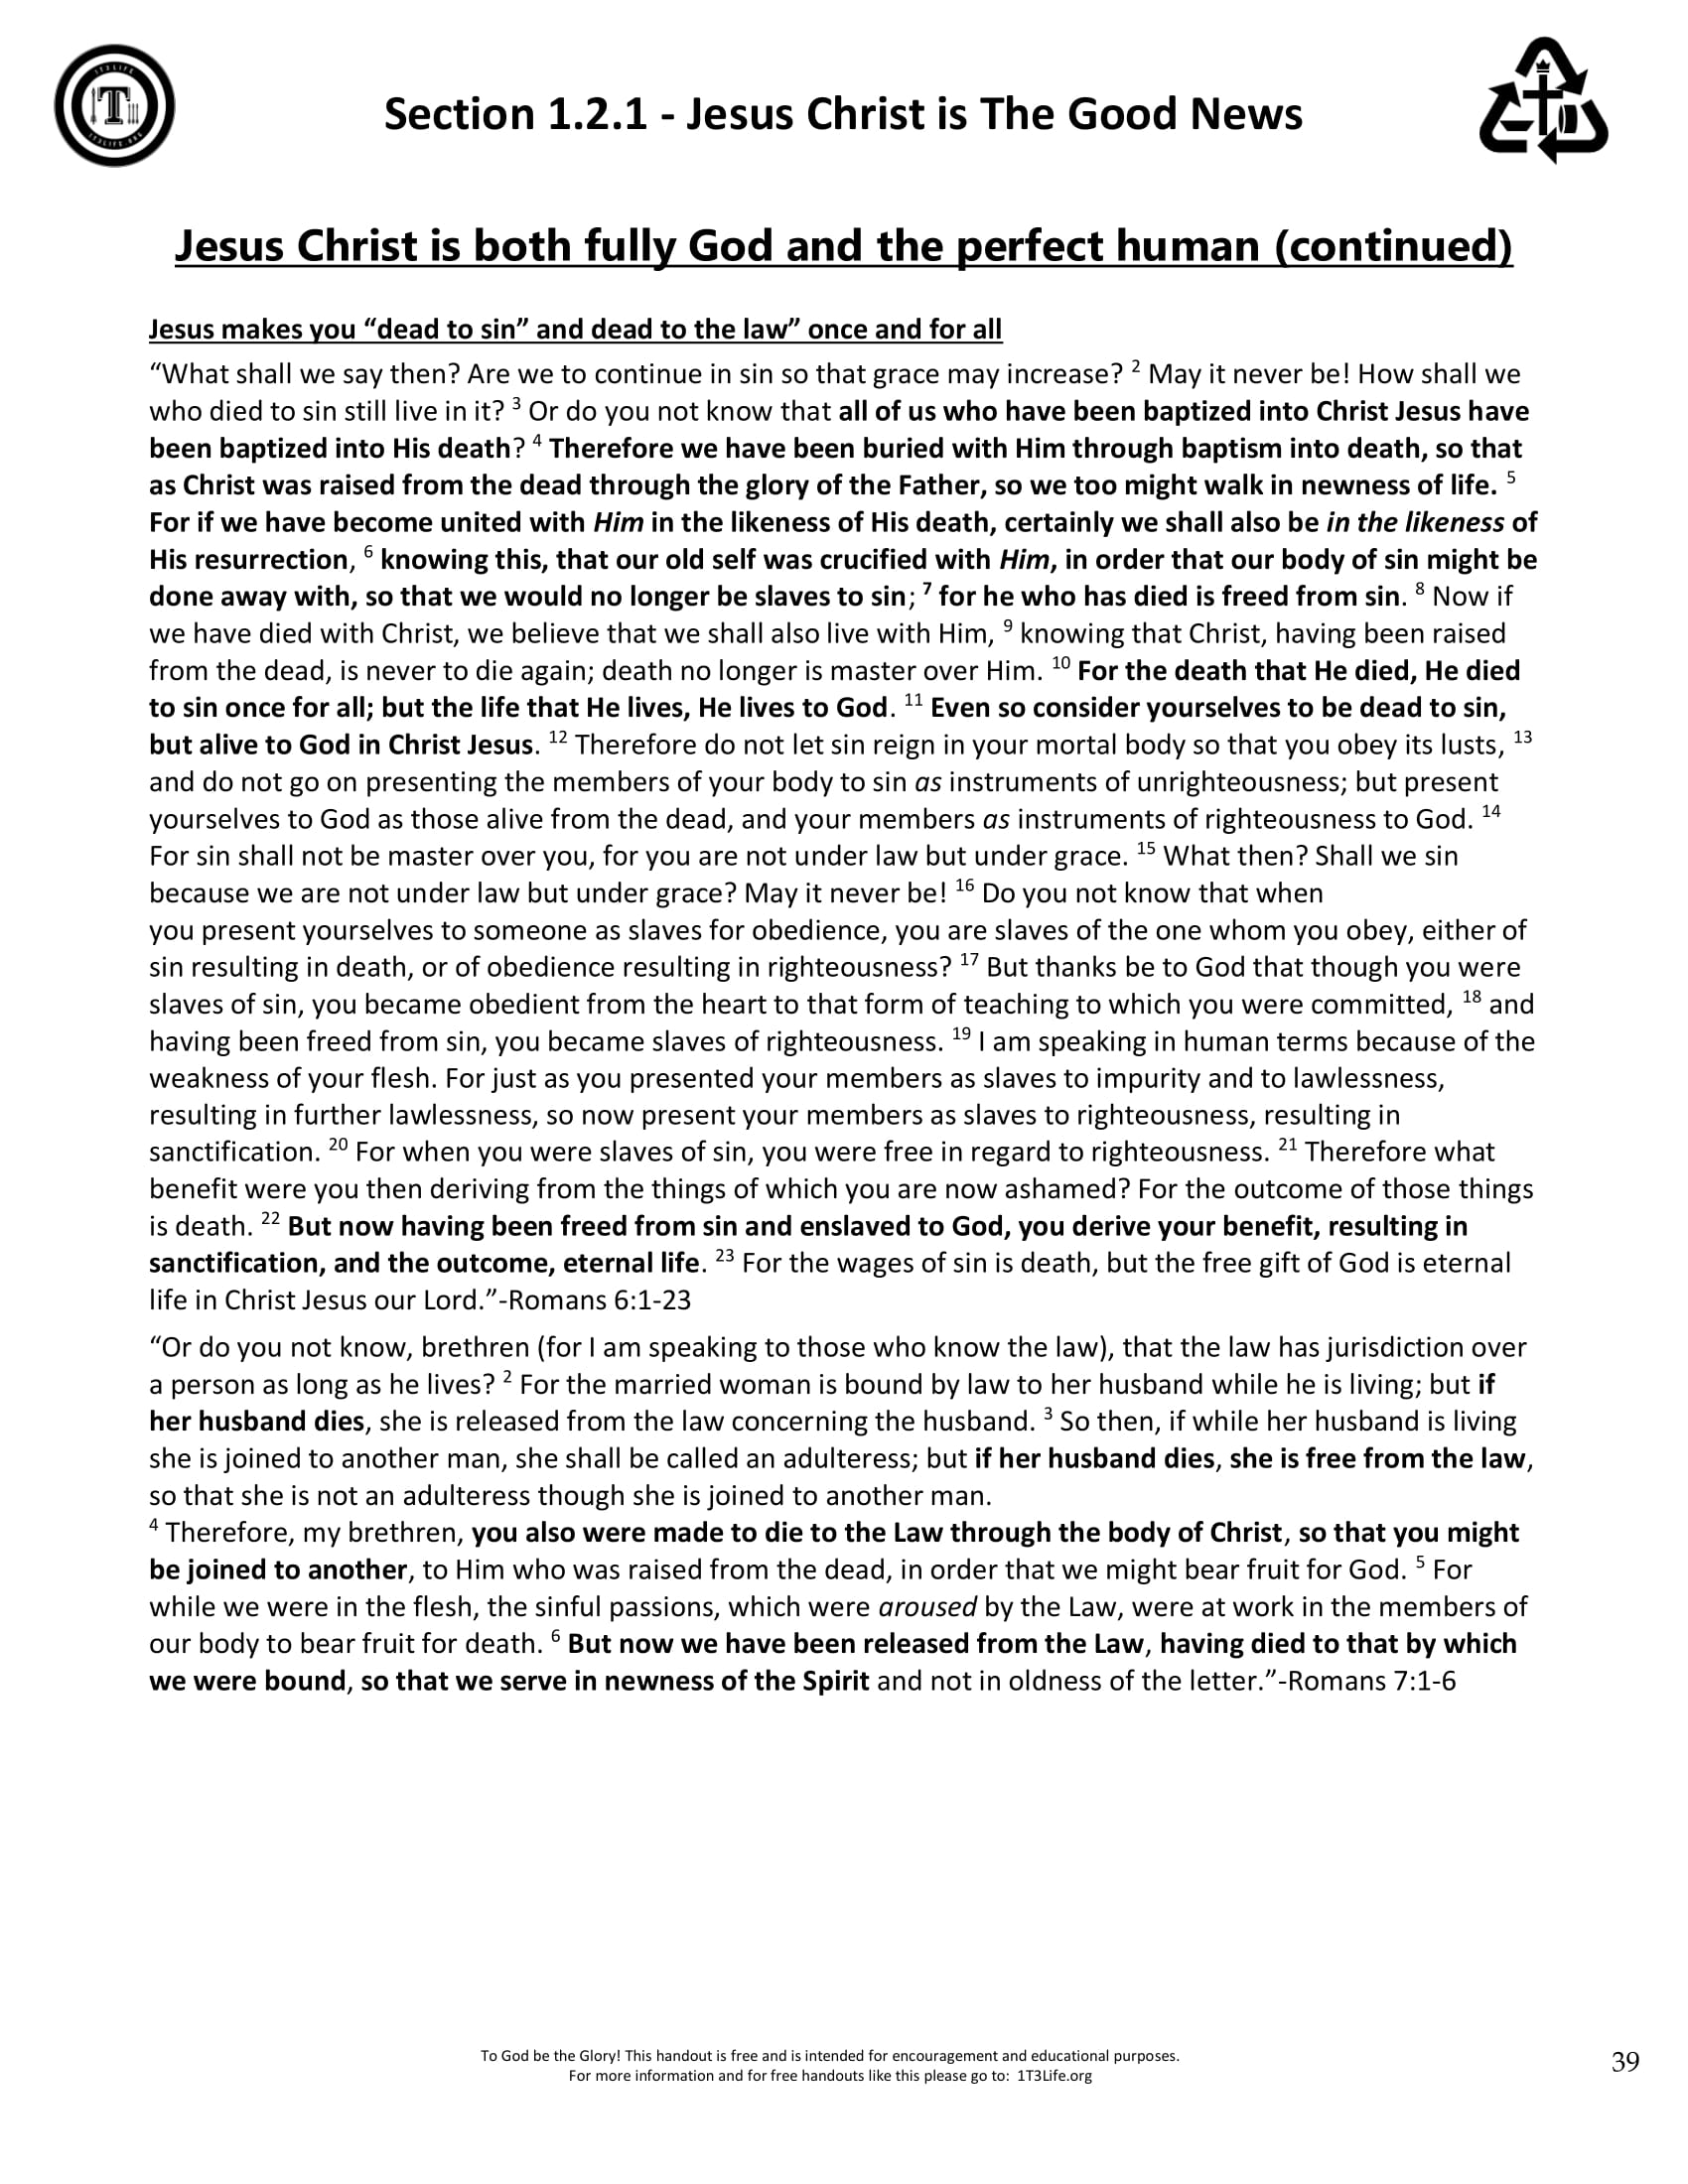 Section 1.2.1 - Jesus Christ is The Good News
Jesus Christ is both fully God and the perfect human (continued)
Jesus makes you “dead to sin” and dead to the law” once and for all
“What shall we say then? Are we to continue in sin so that grace may increase? 2 May it never be! How shall we
who died to sin still live in it? 3 Or do you not know that all of us who have been baptized into Christ Jesus have
been baptized into His death? 4 Therefore we have been buried with Him through baptism into death, so that
as Christ was raised from the dead through the glory of the Father, so we too might walk in newness of life. 5
For if we have become united with Him in the likeness of His death, certainly we shall also be in the likeness of
His resurrection, 6 knowing this, that our old self was crucified with Him, in order that our body of sin might be
done away with, so that we would no longer be slaves to sin; 7 for he who has died is freed from sin. 8 Now if
we have died with Christ, we believe that we shall also live with Him, 9 knowing that Christ, having been raised
from the dead, is never to die again; death no longer is master over Him. 10 For the death that He died, He died
to sin once for all; but the life that He lives, He lives to God. 11 Even so consider yourselves to be dead to sin,
but alive to God in Christ Jesus. 12 Therefore do not let sin reign in your mortal body so that you obey its lusts, 13
and do not go on presenting the members of your body to sin as instruments of unrighteousness; but present
yourselves to God as those alive from the dead, and your members as instruments of righteousness to God. 14
For sin shall not be master over you, for you are not under law but under grace. 15 What then? Shall we sin
because we are not under law but under grace? May it never be! 16 Do you not know that when
you present yourselves to someone as slaves for obedience, you are slaves of the one whom you obey, either of
sin resulting in death, or of obedience resulting in righteousness? 17 But thanks be to God that though you were
slaves of sin, you became obedient from the heart to that form of teaching to which you were committed, 18 and
having been freed from sin, you became slaves of righteousness. 19 I am speaking in human terms because of the
weakness of your flesh. For just as you presented your members as slaves to impurity and to lawlessness,
resulting in further lawlessness, so now present your members as slaves to righteousness, resulting in
sanctification. 20 For when you were slaves of sin, you were free in regard to righteousness. 21 Therefore what
benefit were you then deriving from the things of which you are now ashamed? For the outcome of those things
is death. 22 But now having been freed from sin and enslaved to God, you derive your benefit, resulting in
sanctification, and the outcome, eternal life. 23 For the wages of sin is death, but the free gift of God is eternal
life in Christ Jesus our Lord.”-Romans 6:1-23
“Or do you not know, brethren (for I am speaking to those who know the law), that the law has jurisdiction over
a person as long as he lives? 2 For the married woman is bound by law to her husband while he is living; but if
her husband dies, she is released from the law concerning the husband. 3 So then, if while her husband is living
she is joined to another man, she shall be called an adulteress; but if her husband dies, she is free from the law,
so that she is not an adulteress though she is joined to another man.
4 Therefore, my brethren, you also were made to die to the Law through the body of Christ, so that you might
be joined to another, to Him who was raised from the dead, in order that we might bear fruit for God. 5 For
while we were in the flesh, the sinful passions, which were aroused by the Law, were at work in the members of
our body to bear fruit for death. 6 But now we have been released from the Law, having died to that by which
we were bound, so that we serve in newness of the Spirit and not in oldness of the letter.”-Romans 7:1-6
To God be the Glory! This handout is free and is intended for encouragement and educational purposes.
For more information and for free handouts like this please go to: 1T3Life.org
39